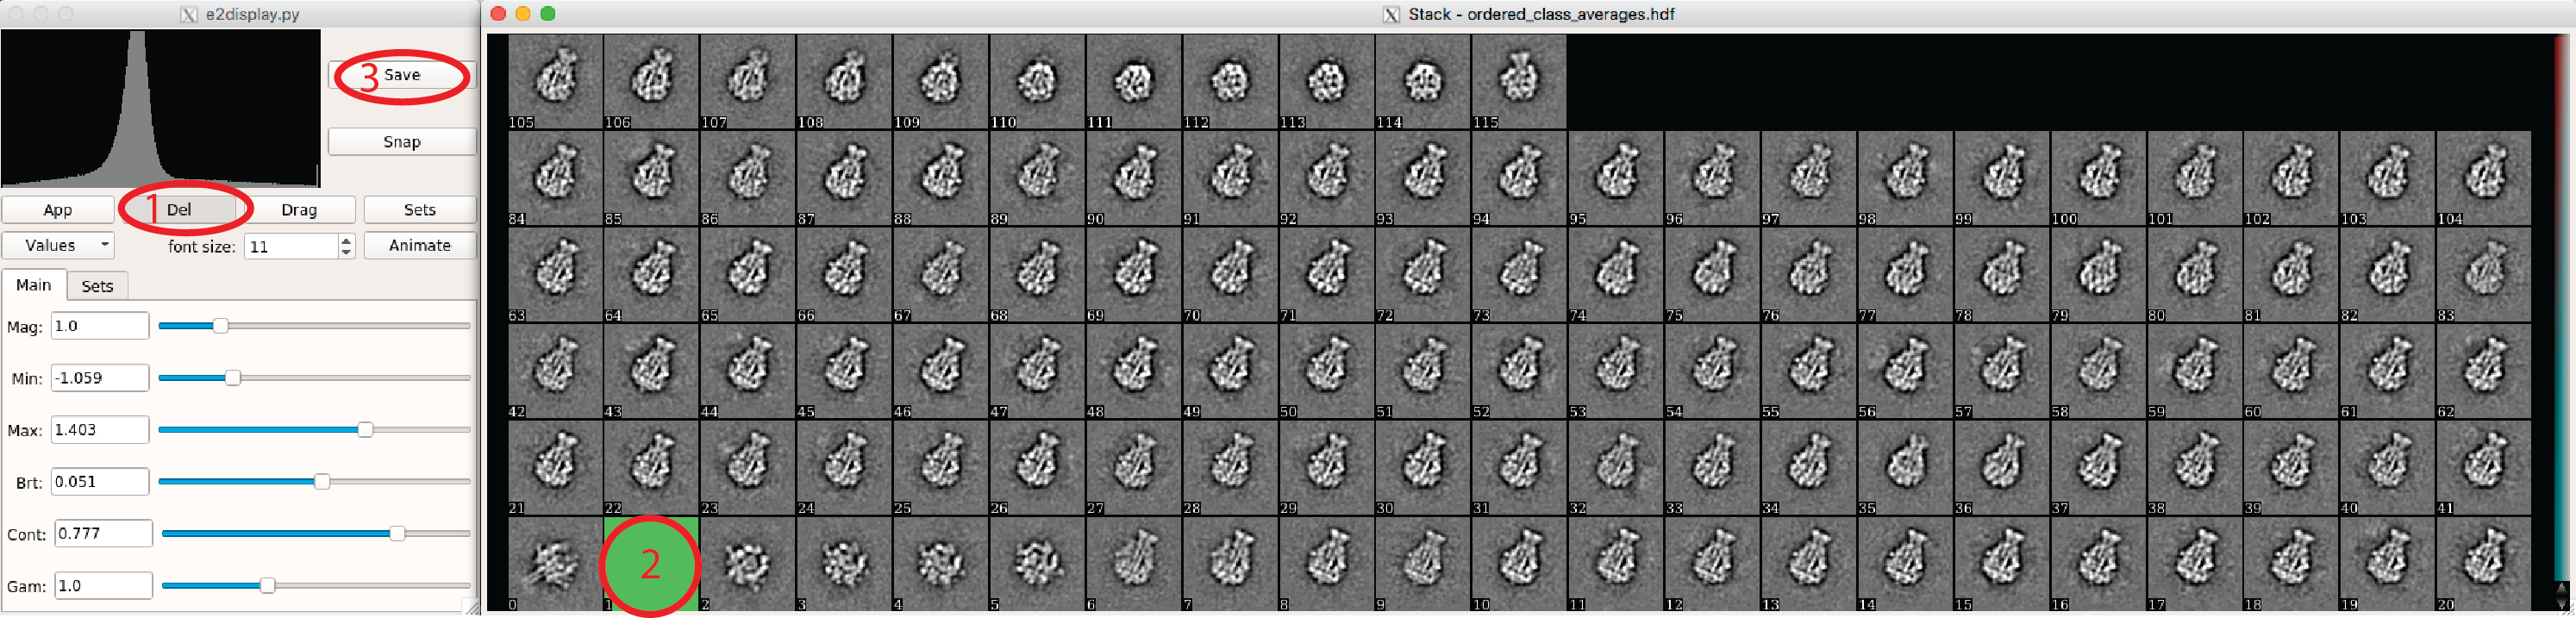 e2display.py
3 Save
Snap
App 1 Del Drag Sets
Values font size: 11 Animate
Main Sets
Mag: 1.0
Min: -1.059
Max: 1.403
Brt: 0.051
Cont: 0.777
Gam: 1.0
Stack - ordered_class_averages.hdf
105 106 107 108 109 110 111 112 113 114 115
84 85 86 87 88 89 90 91 92 93 94 95 96 97 98 99 100 101 102 103 104
63 64 65 66 67 68 69 70 71 72 73 74 75 76 77 78 79 80 81 82 83
42 43 44 45 46 47 48 49 50 51 52 53 54 55 56 57 58 59 60 61 62
21 22 23 24 25 26 27 28 29 30 31 32 33 34 35 36 37 38 39 40 41
2
0 1 2 3 4 5 6 7 8 9 10 11 12 13 14 15 16 17 18 19 20